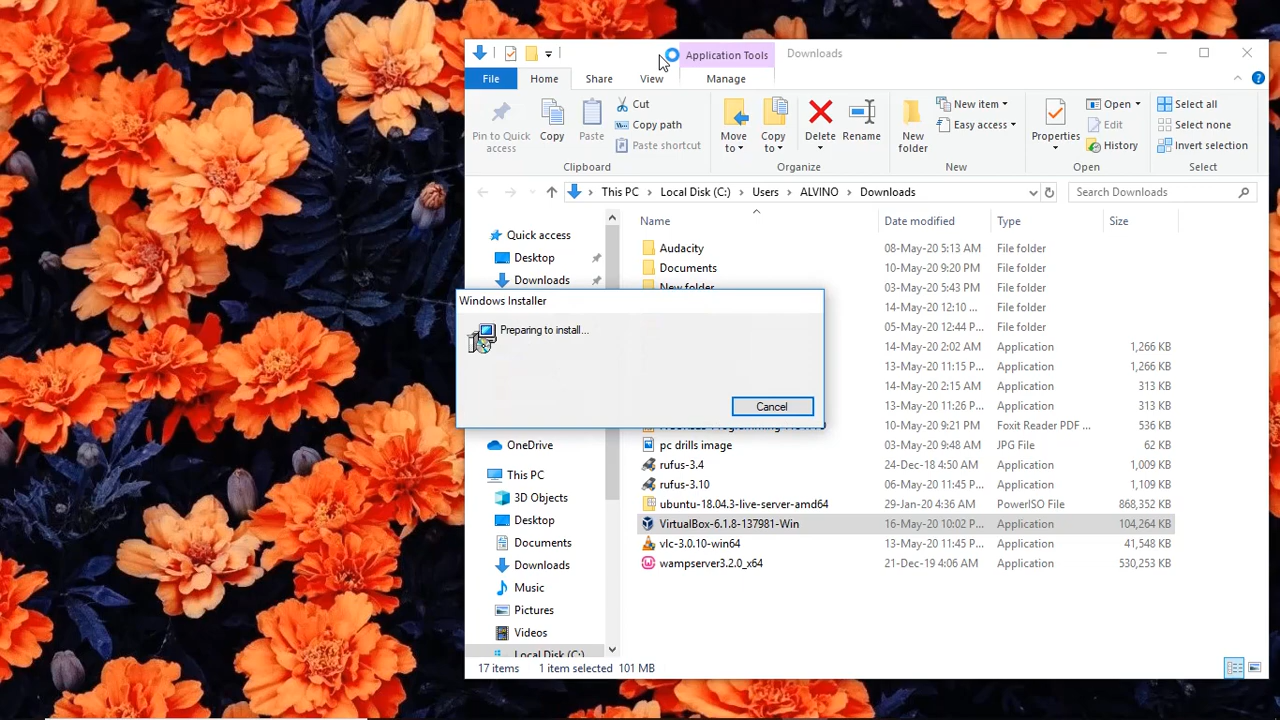 Application Tools Downloads
File Home Share View Manage
Pin to Quick access
Copy
Paste
Cut
Copy path
Paste shortcut
Clipboard
Move to
Copy to
Delete
Rename
Organize
New folder
New item
Easy access
New
Properties
Open
Edit
History
Open
Select all
Select none
Invert selection
Select
This PC Local Disk (C:) Users ALVINO Downloads
Search Downloads
Name Date modified Type Size
Quick access
Desktop
Downloads
OneDrive
This PC
3D Objects
Desktop
Documents
Downloads
Music
Pictures
Videos
Local Disk (C:)
Audacity 08-May-20 5:13 AM File folder
Documents 10-May-20 9:20 PM File folder
New folder 03-May-20 5:43 PM File folder
14-May-20 12:10 ... File folder
05-May-20 12:44 P... File folder
14-May-20 2:02 AM Application 1,266 KB
13-May-20 11:15 P... Application 1,266 KB
14-May-20 2:15 AM Application 313 KB
13-May-20 11:26 P... Application 313 KB
10-May-20 9:21 PM Foxit Reader PDF ... 536 KB
pc drills image 03-May-20 9:48 AM JPG File 62 KB
rufus-3.4 24-Dec-18 4:50 AM Application 1,009 KB
rufus-3.10 06-May-20 11:45 P... Application 1,109 KB
ubuntu-18.04.3-live-server-amd64 29-Jan-20 4:36 AM PowerISO File 868,352 KB
VirtualBox-6.1.8-137981-Win 16-May-20 10:02 P... Application 104,264 KB
vlc-3.0.10-win64 13-May-20 11:45 P... Application 41,548 KB
wampserver3.2.0_x64 21-Dec-19 4:06 AM Application 530,253 KB
Windows Installer
Preparing to install...
Cancel
17 items 1 item selected 101 MB